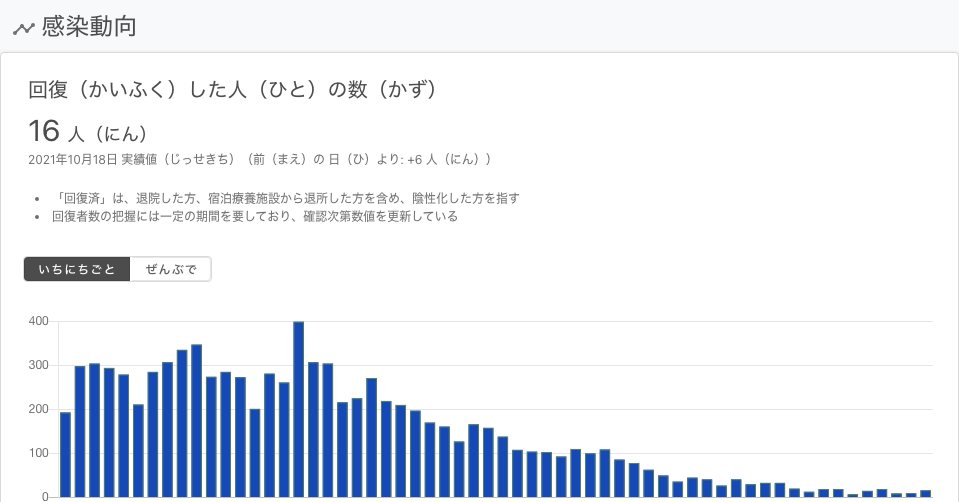 感染動向
回復（かいふく）した人（ひと）の数（かず）
16 人（にん）
2021年10月18日 実績値（じっせきち）（前（まえ）の 日（ひ）より: +6 人（にん））
• 「回復済」は、退院した方、宿泊療養施設から退所した方を含め、陰性化した方を指す
• 回復者数の把握には一定の期間を要しており、確認次第数値を更新している
いちにちごと ぜんぶで
400
300
200
100
0